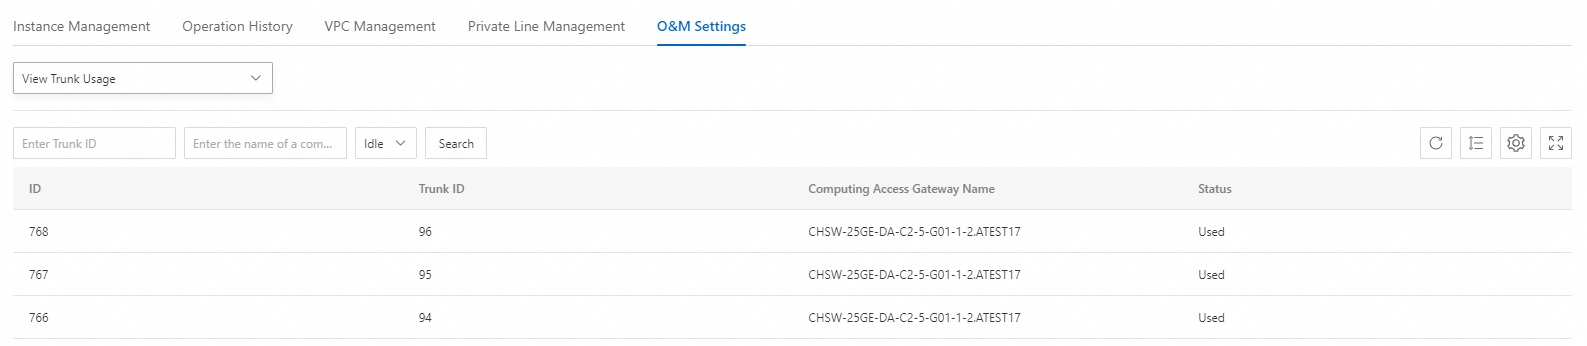 Instance Management Operation History VPC Management Private Line Management O&M Settings
View Trunk Usage
Enter Trunk ID Enter the name of a com... Idle Search
ID Trunk ID Computing Access Gateway Name Status
768 96 CHSW-25GE-DA-C2-5-G01-1-2.ATEST17 Used
767 95 CHSW-25GE-DA-C2-5-G01-1-2.ATEST17 Used
766 94 CHSW-25GE-DA-C2-5-G01-1-2.ATEST17 Used